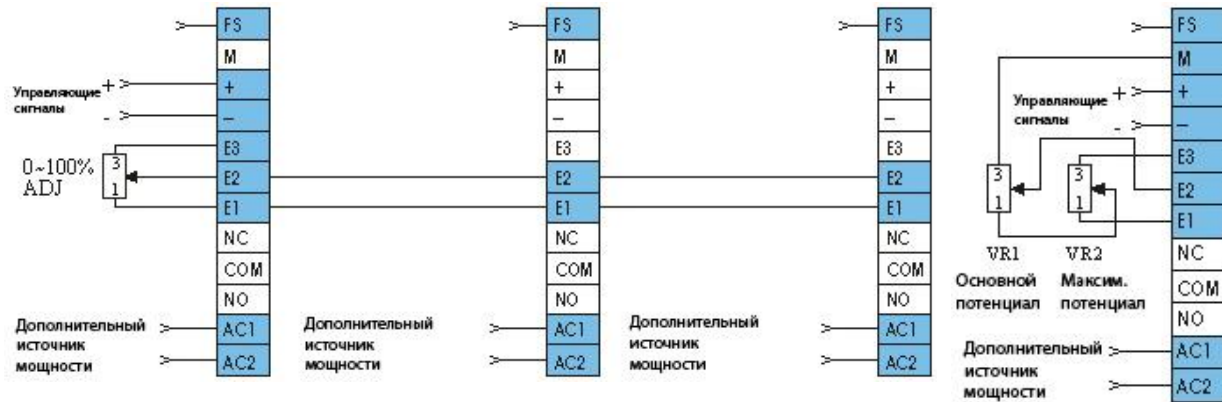 FS
M
+
–
E3
E2
E1
NC
COM
NO
AC1
AC2
Управляющие +
сигналы -
0~100%
ADJ
3
1
Дополнительный
источник
мощности
FS
M
+
–
E3
E2
E1
NC
COM
NO
AC1
AC2
Дополнительный
источник
мощности
FS
M
+
–
E3
E2
E1
NC
COM
NO
AC1
AC2
Дополнительный
источник
мощности
FS
M
+
–
E3
E2
E1
NC
COM
NO
AC1
AC2
Управляющие +
сигналы -
3
1
3
1
VR1 VR2
Основной Максим.
потенциал потенциал
Дополнительный
источник
мощности